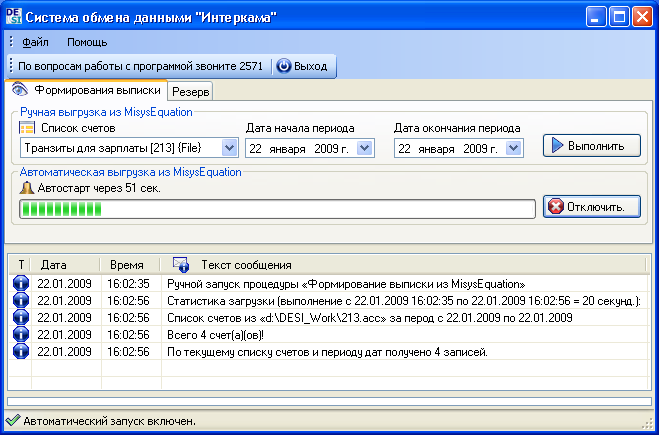 DESI Система обмена данными "Интеркама"
Файл Помощь
По вопросам работы с программой звоните 2571 Выход
Формирования выписки Резерв
Ручная выгрузка из MisysEquation
Список счетов Дата начала периода Дата окончания периода
Транзиты для зарплаты [213] {File} 22 января 2009 г. 22 января 2009 г. Выполнить
Автоматическая выгрузка из MisysEquation
Автостарт через 51 сек.
Отключить.
Т Дата Время Текст сообщения
22.01.2009 16:02:35 Ручной запуск процедуры «Формирование выписки из MisysEquation»
22.01.2009 16:02:56 Статистика загрузки (выполнение с 22.01.2009 16:02:35 по 22.01.2009 16:02:56 = 20 секунд.):
22.01.2009 16:02:56 Список счетов из «d:\DESI_Work\213.acc» за перод с 22.01.2009 по 22.01.2009
22.01.2009 16:02:56 Всего 4 счет(а)(ов)!
22.01.2009 16:02:56 По текущему списку счетов и периоду дат получено 4 записей.
Автоматический запуск включен.